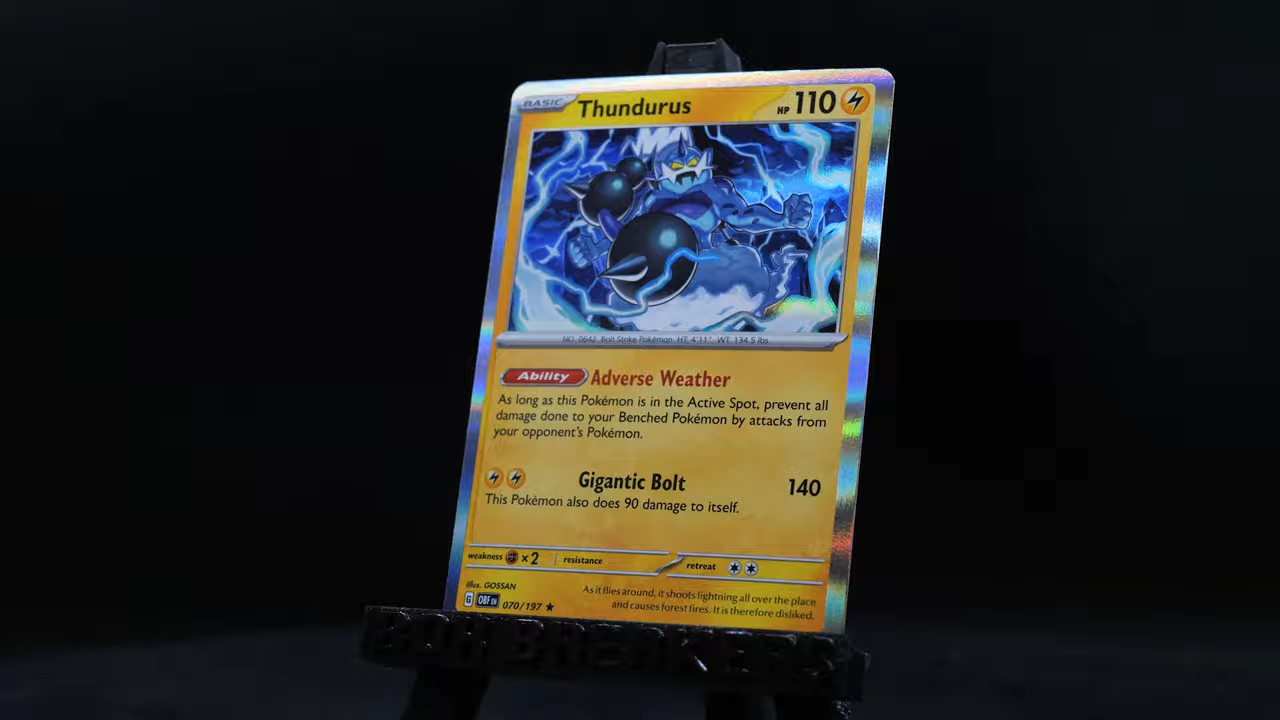 BASIC Thundurus HP 110
NO. 0642 Bolt Strike Pokémon HT. 4'11" WT. 134.5 lbs
Ability Adverse Weather
As long as this Pokémon is in the Active Spot, prevent all
damage done to your Benched Pokémon by attacks from
your opponent's Pokémon.
Gigantic Bolt 140
This Pokémon also does 90 damage to itself.
weakness ×2 resistance retreat
Illus. GOSSAN
G OBF EN 070/197
As it flies around, it shoots lightning all over the place
and causes forest fires. It is therefore disliked.
BOX BREAKERS